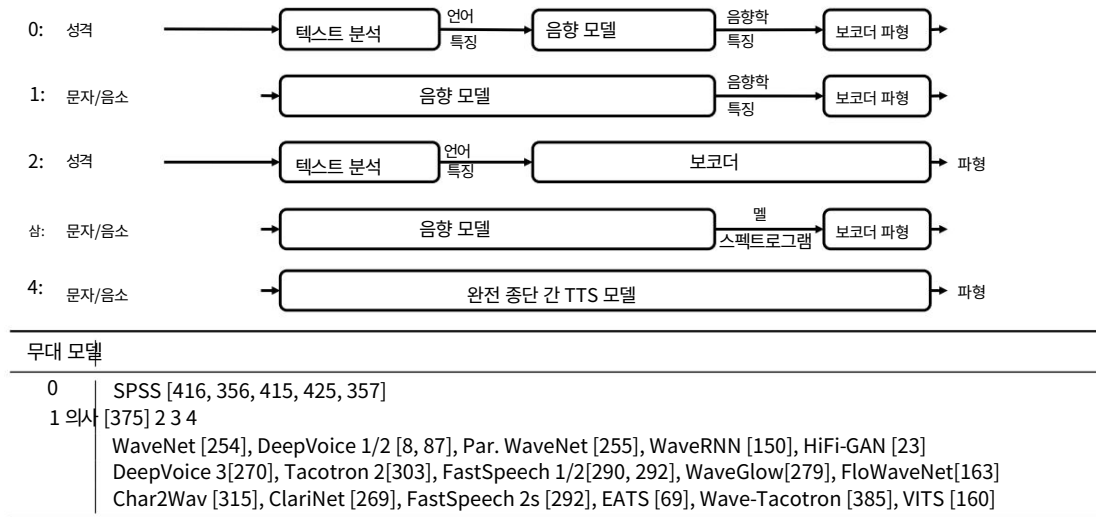 0: 성격 텍스트 분석 언어 특징 음향 모델 음향학 특징 보코더 파형
1: 문자/음소 음향 모델 음향학 특징 보코더 파형
2: 성격 텍스트 분석 언어 특징 보코더 파형
삼: 문자/음소 음향 모델 멜 스펙트로그램 보코더 파형
4: 문자/음소 완전 종단 간 TTS 모델 파형
무대 모델
0 SPSS [416, 356, 415, 425, 357]
1 의사 [375] 2 3 4
WaveNet [254], DeepVoice 1/2 [8, 87], Par. WaveNet [255], WaveRNN [150], HiFi-GAN [23]
DeepVoice 3[270], Tacotron 2[303], FastSpeech 1/2[290, 292], WaveGlow[279], FloWaveNet[163]
Char2Wav [315], ClariNet [269], FastSpeech 2s [292], EATS [69], Wave-Tacotron [385], VITS [160]